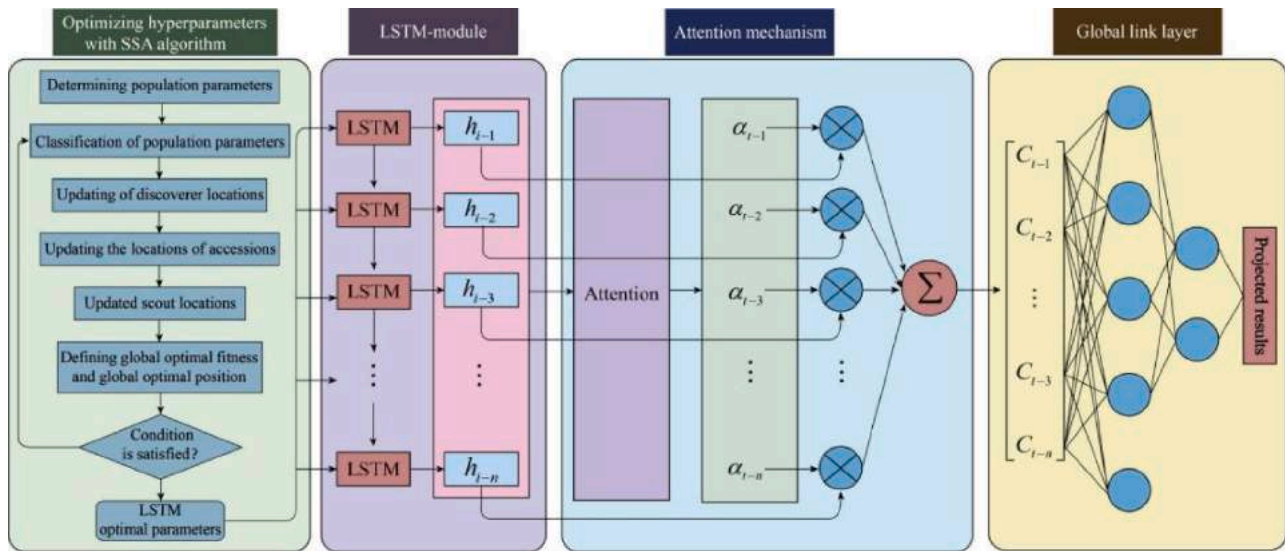 Optimizing hyperparameters
with SSA algorithm
Determining population parameters
Classification of population parameters
Updating of discoverer locations
Updating the locations of accessions
Updated scout locations
Defining global optimal fitness
and global optimal position
Condition
is satisfied?
LSTM
optimal parameters
LSTM-module
LSTM
LSTM
LSTM
⋮
LSTM
h_{i-1}
h_{i-2}
h_{i-3}
⋮
h_{i-n}
Attention mechanism
Attention
α_{t-1}
α_{t-2}
α_{t-3}
⋮
α_{t-n}
⋮
Σ
Global link layer
C_{t-1}
C_{t-2}
...
C_{t-3}
C_{t-n}
Projected results